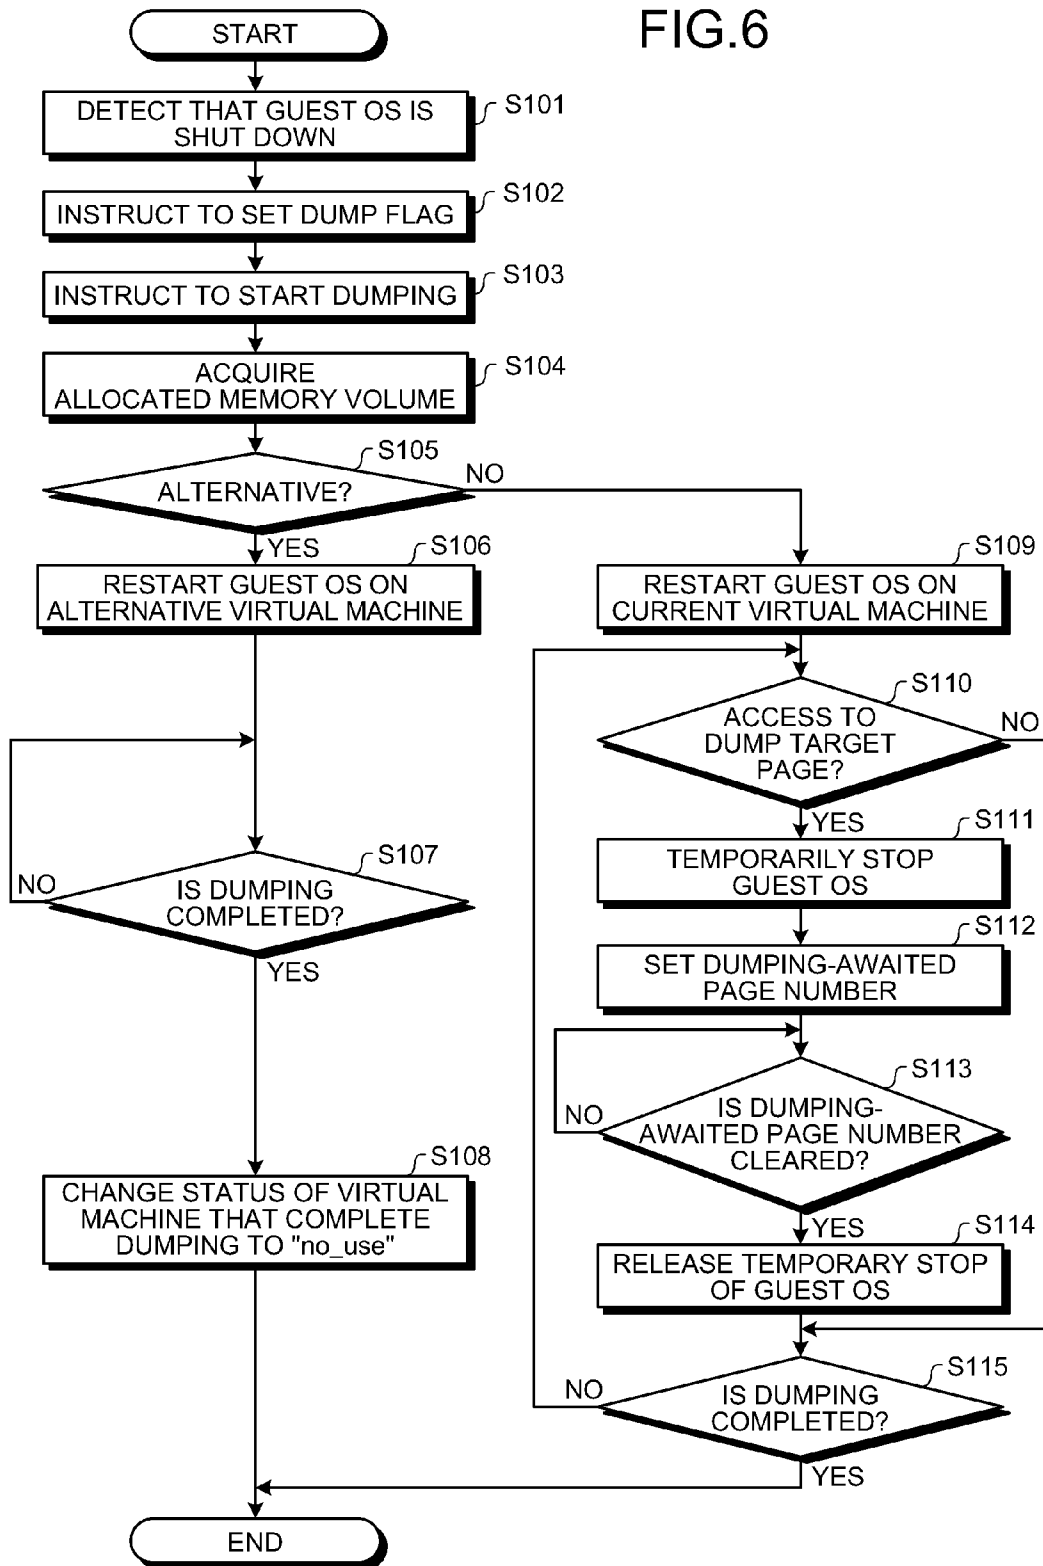 FIG.6
START
DETECT THAT GUEST OS IS
SHUT DOWN
S101
INSTRUCT TO SET DUMP FLAG
S102
INSTRUCT TO START DUMPING
S103
ACQUIRE
ALLOCATED MEMORY VOLUME
S104
ALTERNATIVE?
S105
NO
YES
RESTART GUEST OS ON
ALTERNATIVE VIRTUAL MACHINE
S106
IS DUMPING
COMPLETED?
S107
NO
YES
CHANGE STATUS OF VIRTUAL
MACHINE THAT COMPLETE
DUMPING TO "no_use"
S108
RESTART GUEST OS ON
CURRENT VIRTUAL MACHINE
S109
ACCESS TO
DUMP TARGET
PAGE?
S110
NO
YES
TEMPORARILY STOP
GUEST OS
S111
SET DUMPING-AWAITED
PAGE NUMBER
S112
IS DUMPING-
AWAITED PAGE NUMBER
CLEARED?
S113
NO
YES
RELEASE TEMPORARY STOP
OF GUEST OS
S114
IS DUMPING
COMPLETED?
S115
NO
YES
END